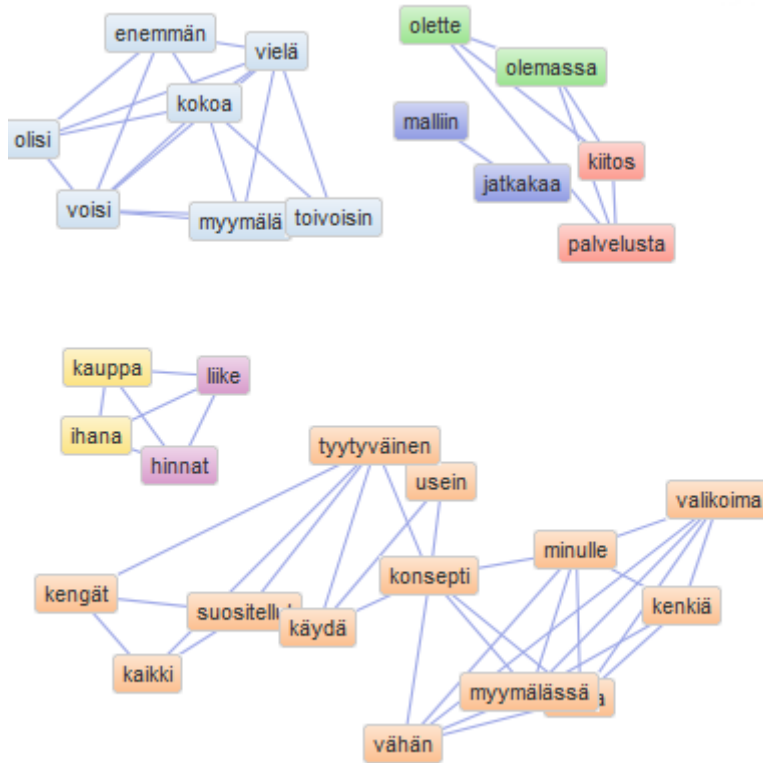 enemmän
vielä
kokoa
olisi
voisi
myymälä
toivoisin
olette
olemassa
malliin
kiitos
jatkakaa
palvelusta
kauppa
liike
ihana
hinnat
tyytyväinen
usein
valikoima
minulle
konsepti
kengät
suositellut
käydä
kenkiä
kaikki
myymälässä
vähän